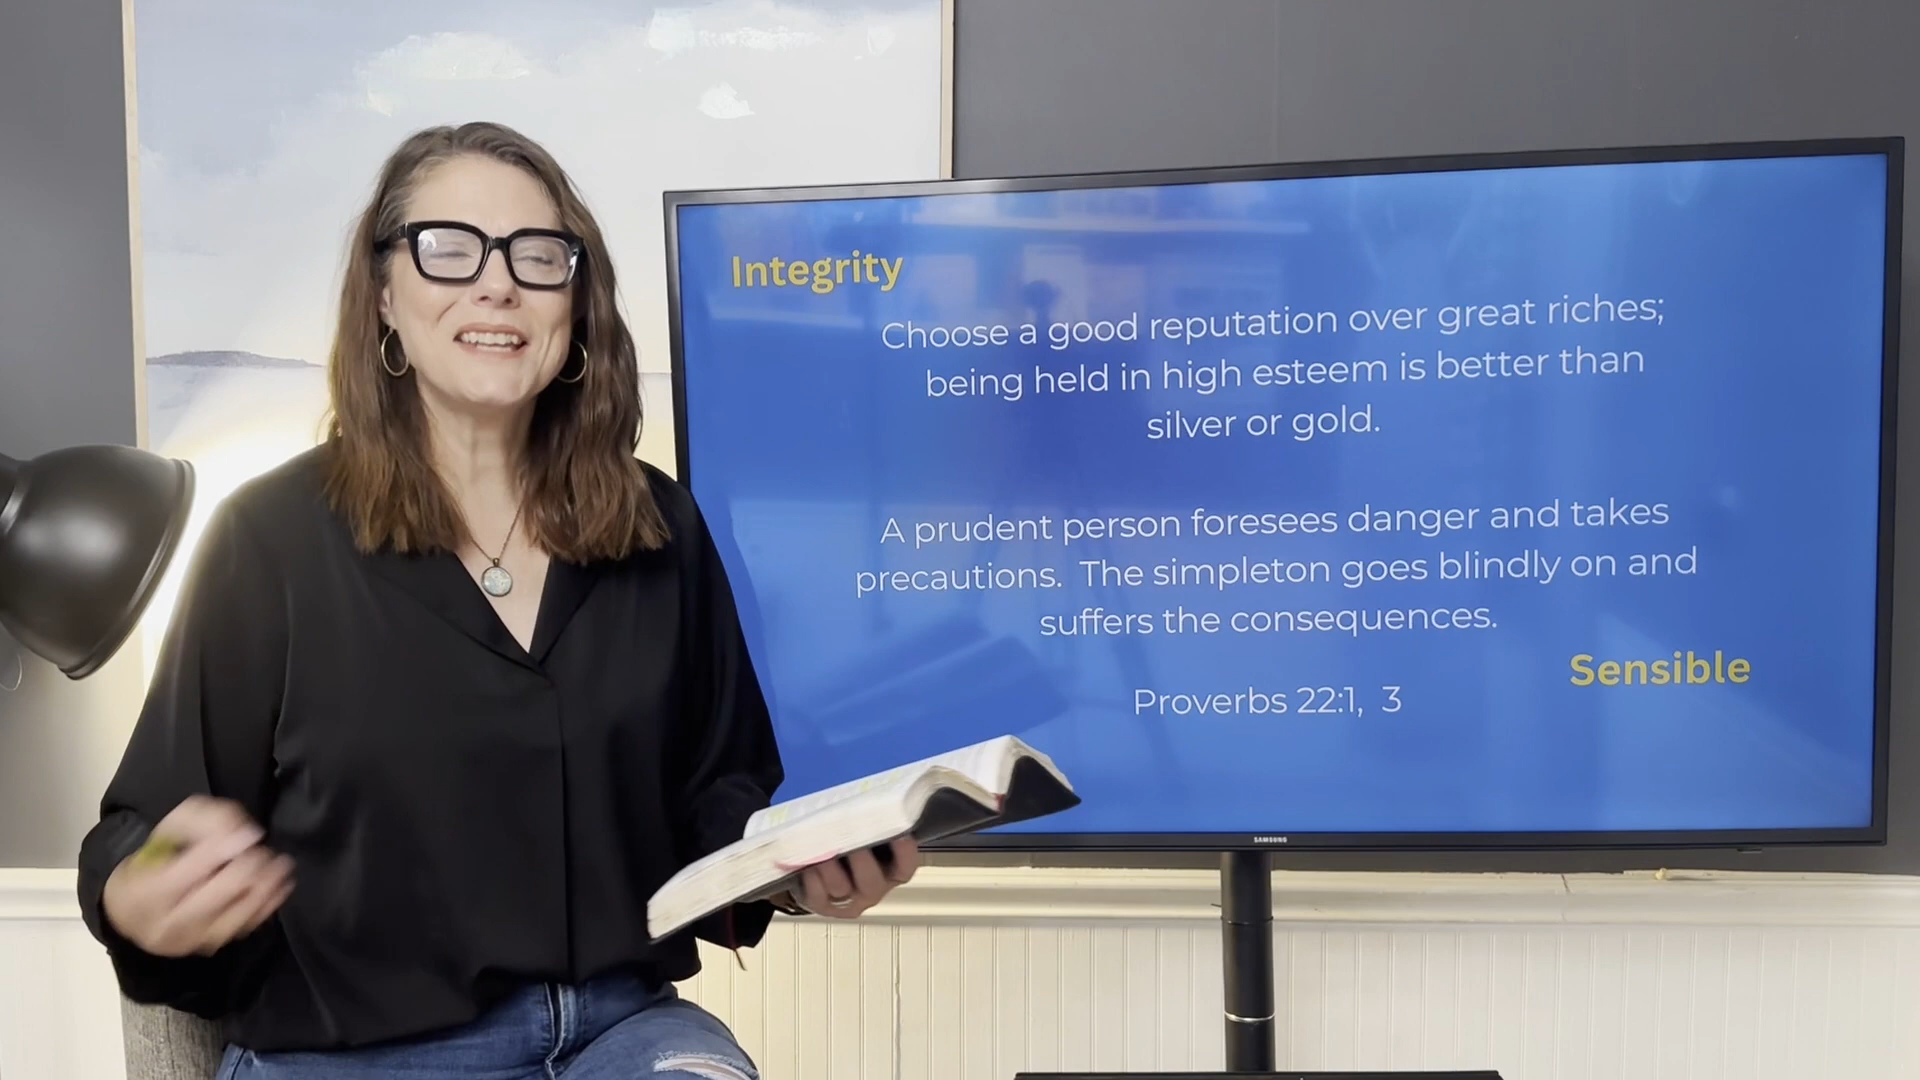 Integrity
Choose a good reputation over great riches;
being held in high esteem is better than
silver or gold.
A prudent person foresees danger and takes
precautions.  The simpleton goes blindly on and
suffers the consequences.
Sensible
Proverbs 22:1,  3
SAMSUNG